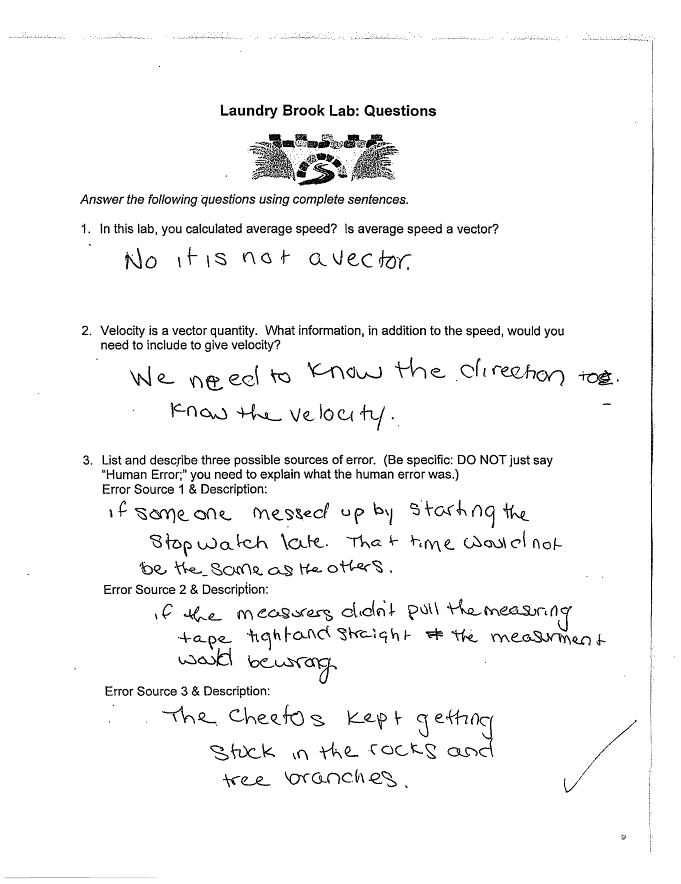 Laundry Brook Lab: Questions
Answer the following questions using complete sentences.
1. In this lab, you calculated average speed? Is average speed a vector?
No it is not a vector.
2. Velocity is a vector quantity. What information, in addition to the speed, would you
need to include to give velocity?
We need to know the direction to
know the velocity.
3. List and describe three possible sources of error. (Be specific: DO NOT just say
"Human Error;" you need to explain what the human error was.)
Error Source 1 & Description:
if someone messed up by starting the
stopwatch late. That time would not
be the same as the others.
Error Source 2 & Description:
if the measurers didn't pull the measuring
tape tight and straight the measurment
would be wrong
Error Source 3 & Description:
The Cheetos kept getting
stuck in the rocks and
tree branches.